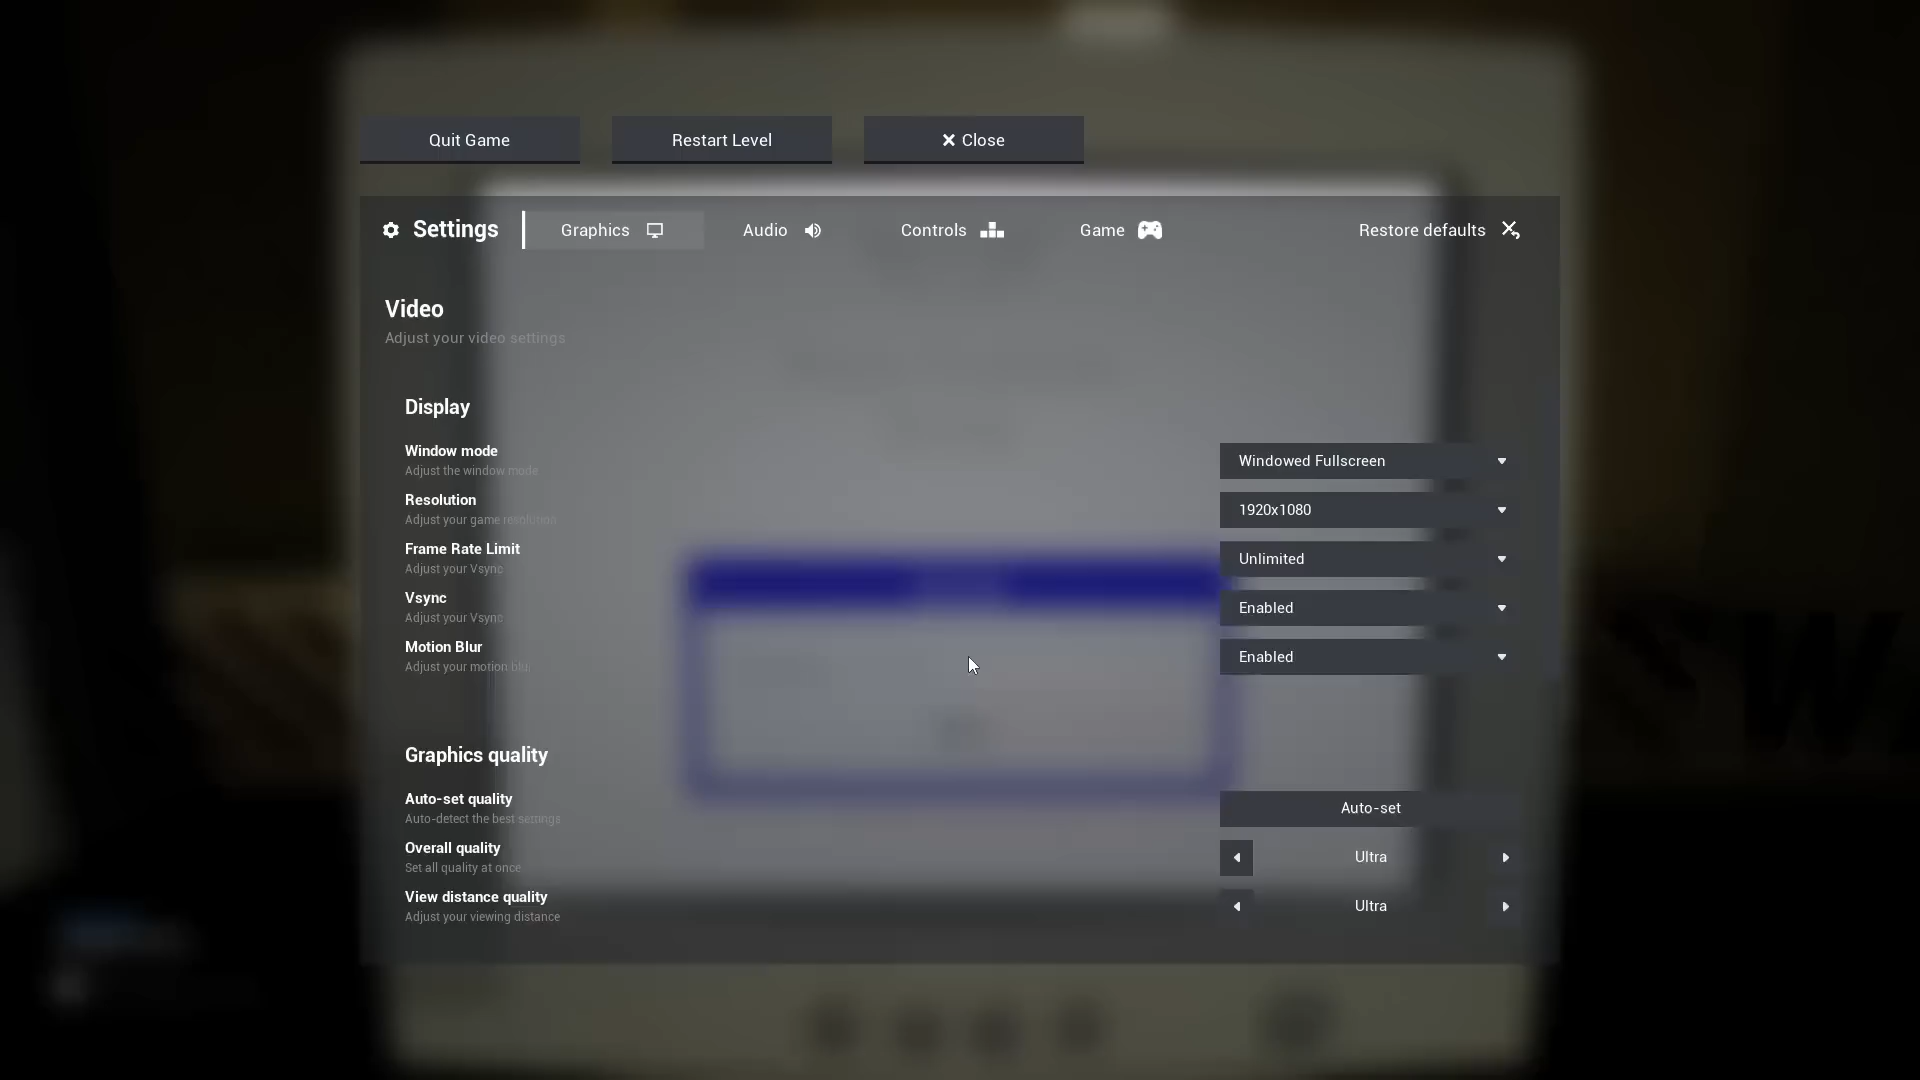 Quit Game
Restart Level
Close
Settings
Graphics
Audio
Controls
Game
Restore defaults
Video
Adjust your video settings
Display
Window mode
Adjust the window mode
Windowed Fullscreen
Resolution
Adjust your game resolution
1920x1080
Frame Rate Limit
Adjust your Vsync
Unlimited
Vsync
Adjust your Vsync
Enabled
Motion Blur
Adjust your motion blur
Enabled
Graphics quality
Auto-set quality
Auto-detect the best settings
Auto-set
Overall quality
Set all quality at once
Ultra
View distance quality
Adjust your viewing distance
Ultra